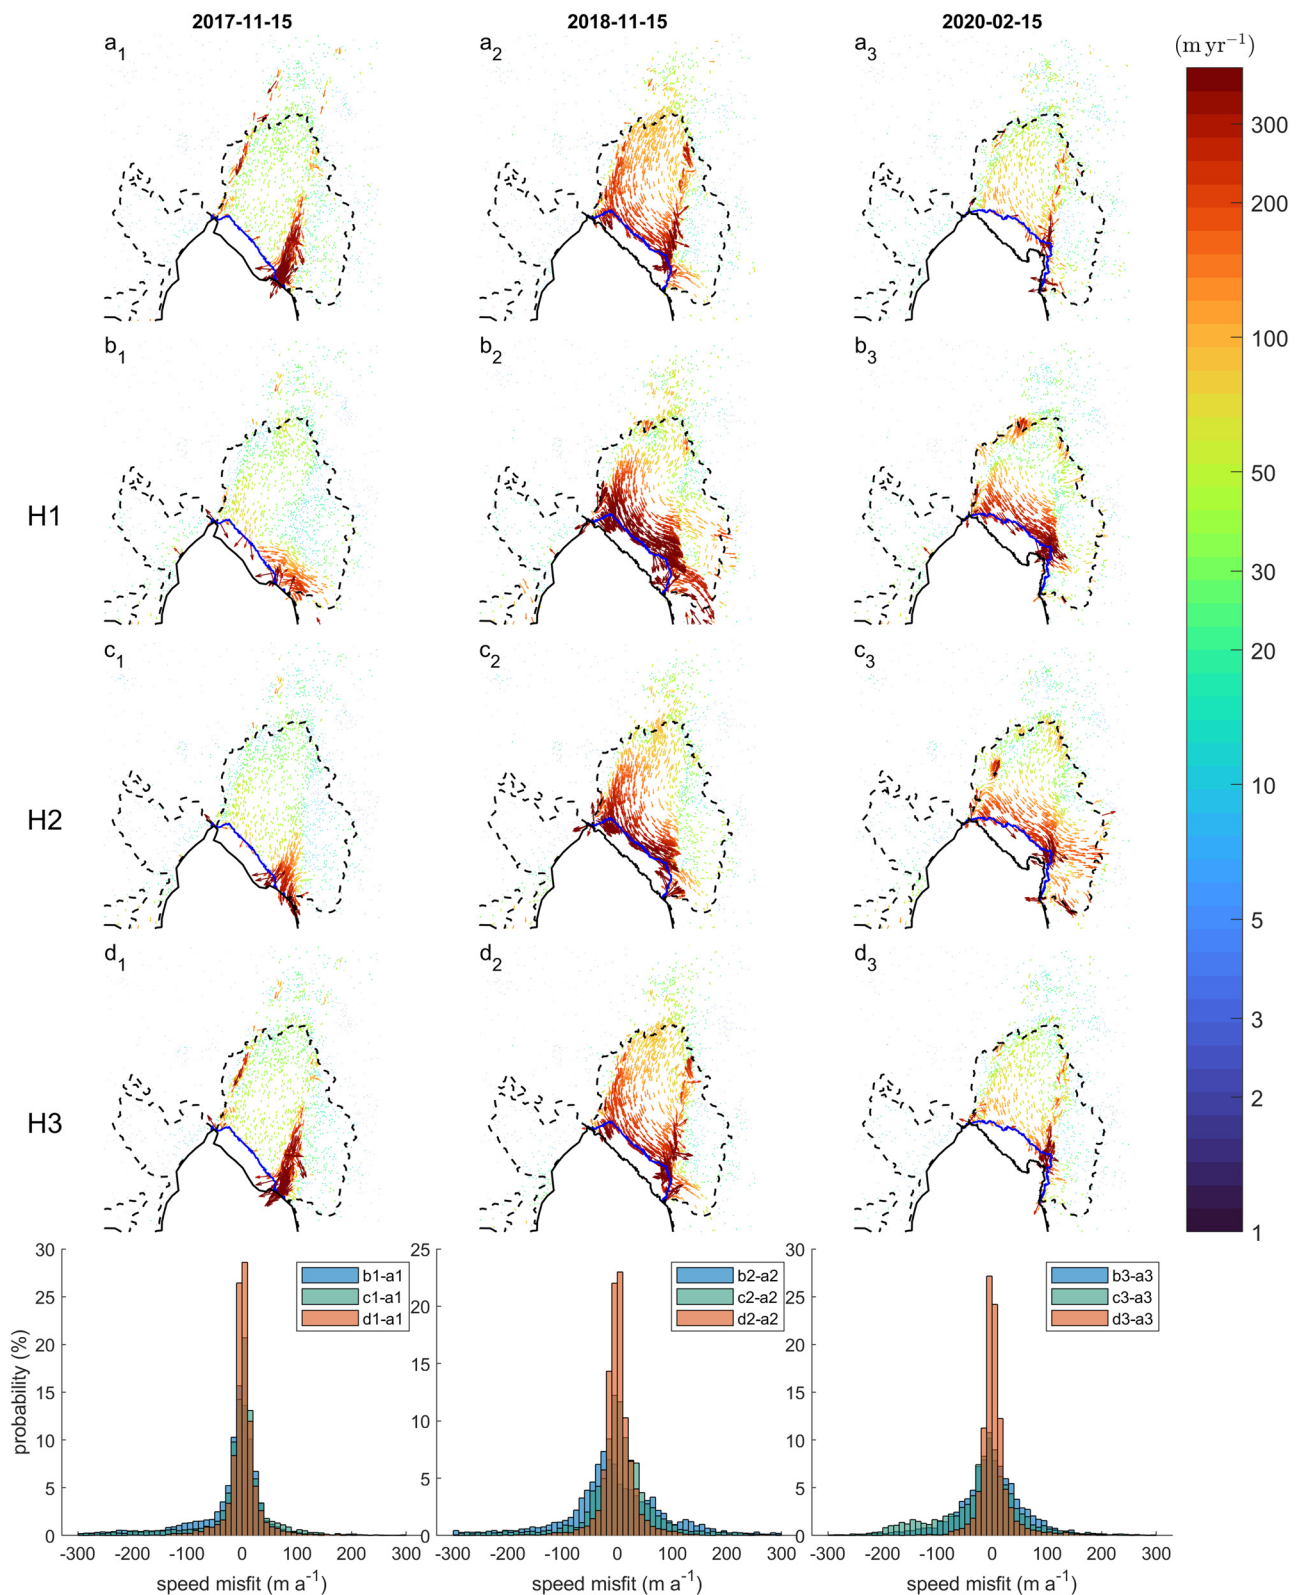 2017-11-15 2018-11-15 2020-02-15
(m yr−1)
a1 a2 a3
300
200
100
b1 b2 b3
50
H1
30
c1 c2 c3
20
10
H2
5
d1 d2 d3
3
2
H3
1
30 25 30
b1-a1 b2-a2 b3-a3
c1-a1 c2-a2 c3-a3
d1-a1 d2-a2 d3-a3
25 20 25
20 15 20
probability (%)
15 10 15
10 5 10
5 5
0 0 0
-300 -200 -100 0 100 200 300 -300 -200 -100 0 100 200 300 -300 -200 -100 0 100 200 300
speed misfit (m a-1) speed misfit (m a-1) speed misfit (m a-1)